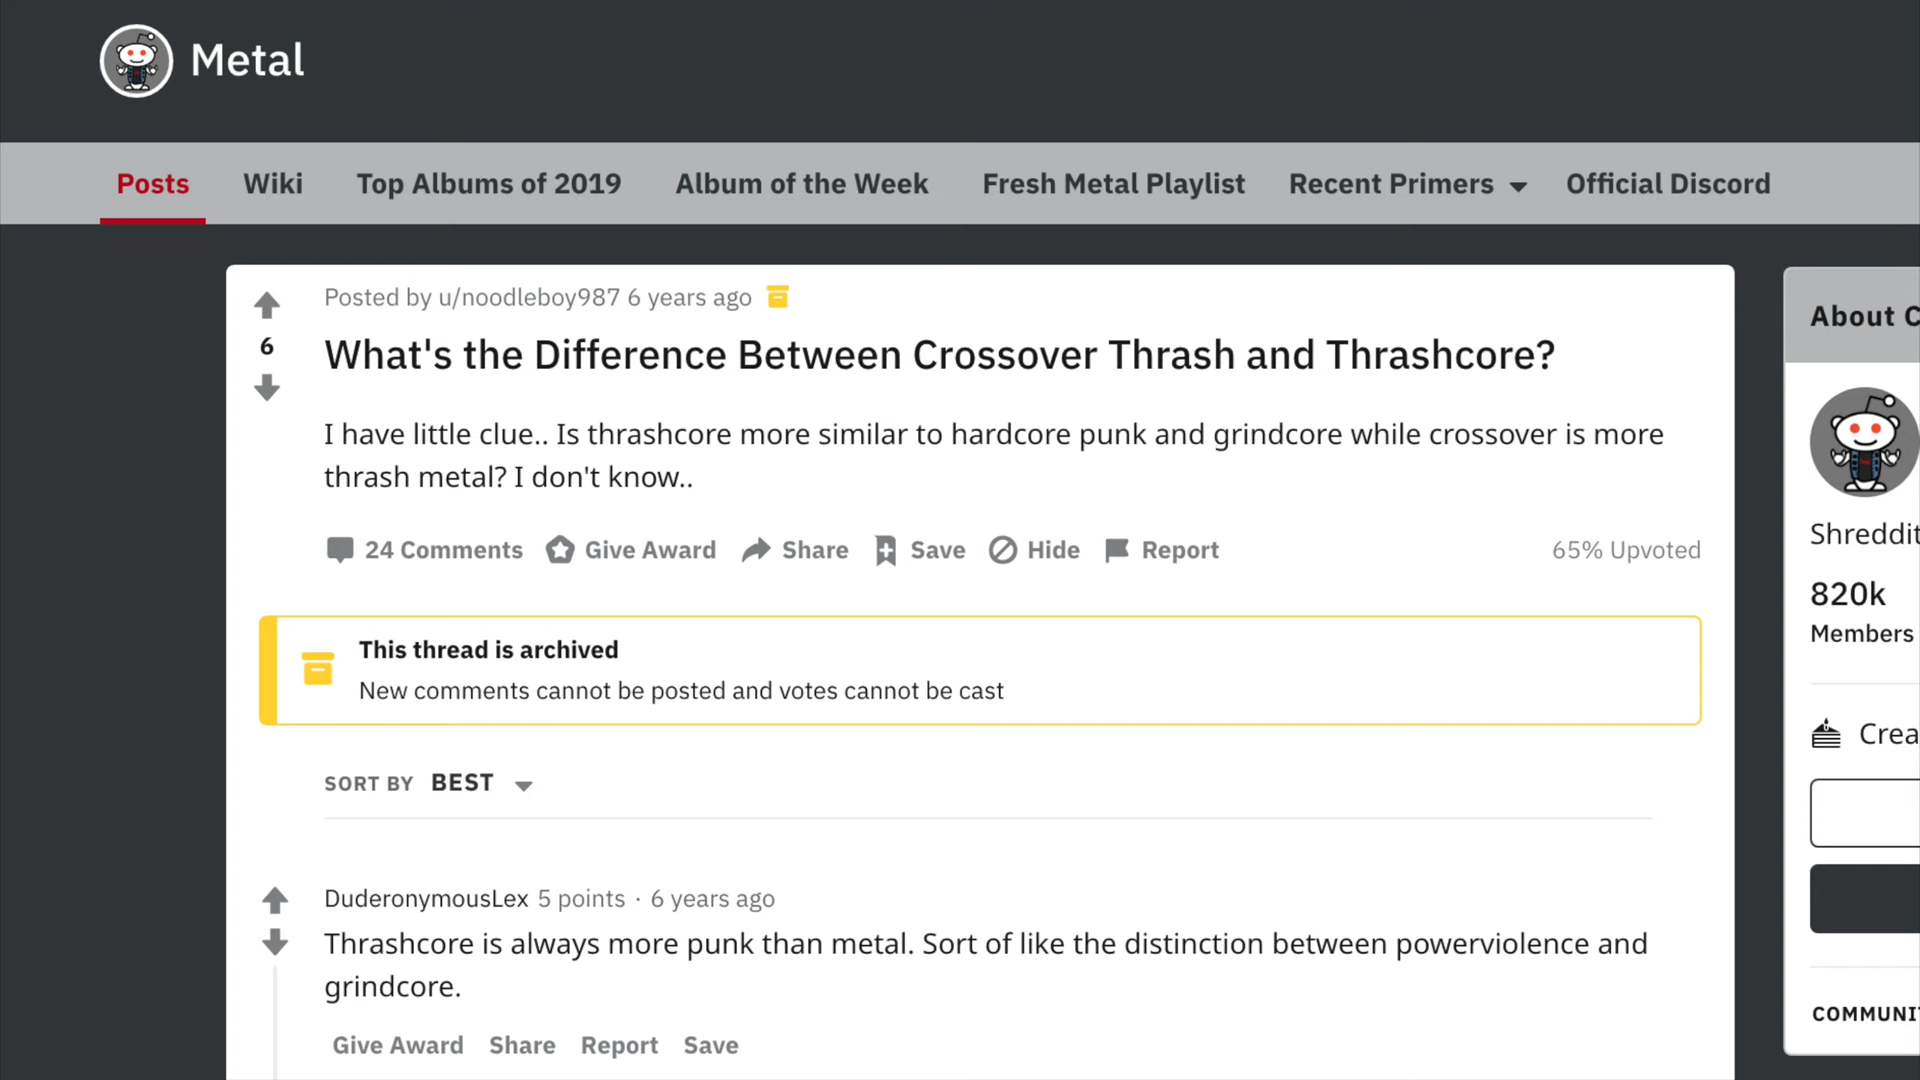 Metal
Posts Wiki Top Albums of 2019 Album of the Week Fresh Metal Playlist Recent Primers Official Discord
Posted by u/noodleboy987 6 years ago
6
What's the Difference Between Crossover Thrash and Thrashcore?
I have little clue.. Is thrashcore more similar to hardcore punk and grindcore while crossover is more
thrash metal? I don't know..
24 Comments Give Award Share Save Hide Report 65% Upvoted
This thread is archived
New comments cannot be posted and votes cannot be cast
SORT BY BEST
DuderonymousLex 5 points · 6 years ago
Thrashcore is always more punk than metal. Sort of like the distinction between powerviolence and
grindcore.
Give Award Share Report Save
About C
Shreddit
820k
Members
Crea
COMMUNI